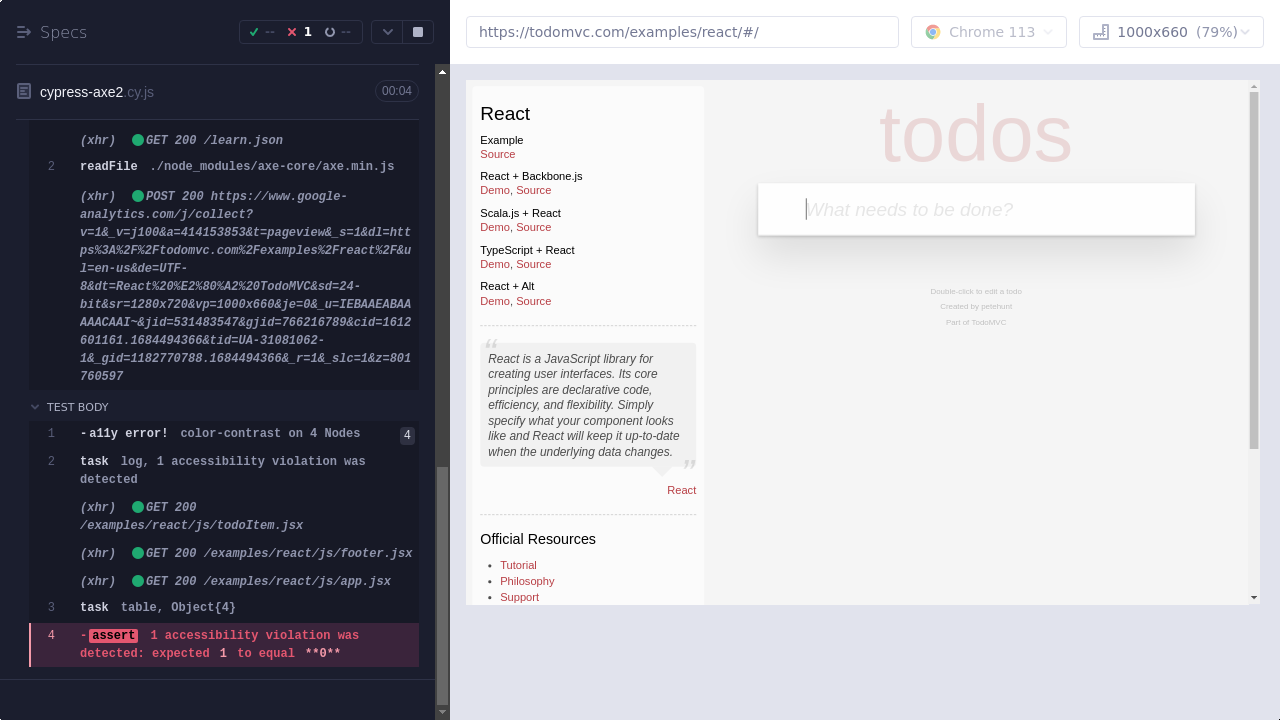 Specs
-- 1 --
cypress-axe2.cy.js
00:04
(xhr) GET 200 /learn.json
2 readFile ./node_modules/axe-core/axe.min.js
(xhr) POST 200 https://www.google-
analytics.com/j/collect?
v=1&_v=j100&a=414153853&t=pageview&_s=1&dl=htt
ps%3A%2F%2Ftodomvc.com%2Fexamples%2Freact%2F&u
l=en-us&de=UTF-
8&dt=React%20%E2%80%A2%20TodoMVC&sd=24-
bit&sr=1280x720&vp=1000x660&je=0&_u=IEBAAEABAA
AAACAAI~&jid=531483547&gjid=766216789&cid=1612
601161.1684494366&tid=UA-31081062-
1&_gid=1182770788.1684494366&_r=1&_slc=1&z=801
760597
TEST BODY
1 -a11y error! color-contrast on 4 Nodes 4
2 task log, 1 accessibility violation was
detected
(xhr) GET 200
/examples/react/js/todoItem.jsx
(xhr) GET 200 /examples/react/js/footer.jsx
(xhr) GET 200 /examples/react/js/app.jsx
3 task table, Object{4}
4 -assert 1 accessibility violation was
detected: expected 1 to equal **0**
https://todomvc.com/examples/react/#/
Chrome 113
1000x660 (79%)
React
Example
Source
React + Backbone.js
Demo, Source
Scala.js + React
Demo, Source
TypeScript + React
Demo, Source
React + Alt
Demo, Source
“
React is a JavaScript library for
creating user interfaces. Its core
principles are declarative code,
efficiency, and flexibility. Simply
specify what your component looks
like and React will keep it up-to-date
when the underlying data changes.
”
React
Official Resources
• Tutorial
• Philosophy
• Support
todos
What needs to be done?
Double-click to edit a todo
Created by petehunt
Part of TodoMVC